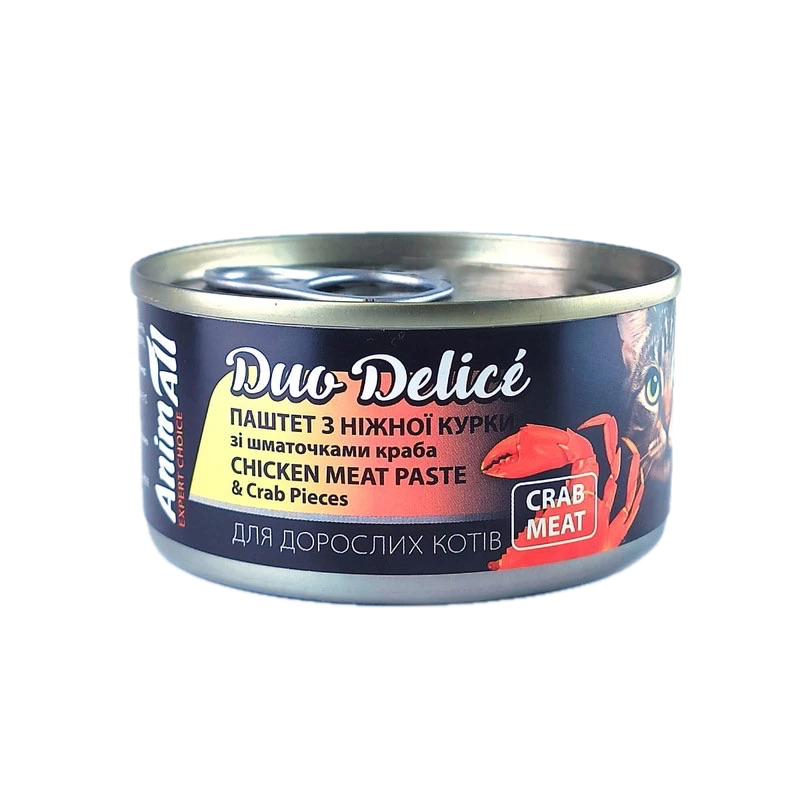 AnimAll
EXPERT CHOICE
Duo Delicé
ПАШТЕТ З НІЖНОЇ КУРКИ
зі шматочками краба
CHICKEN MEAT PASTE
& Crab Pieces
ДЛЯ ДОРОСЛИХ КОТІВ
CRAB
MEAT